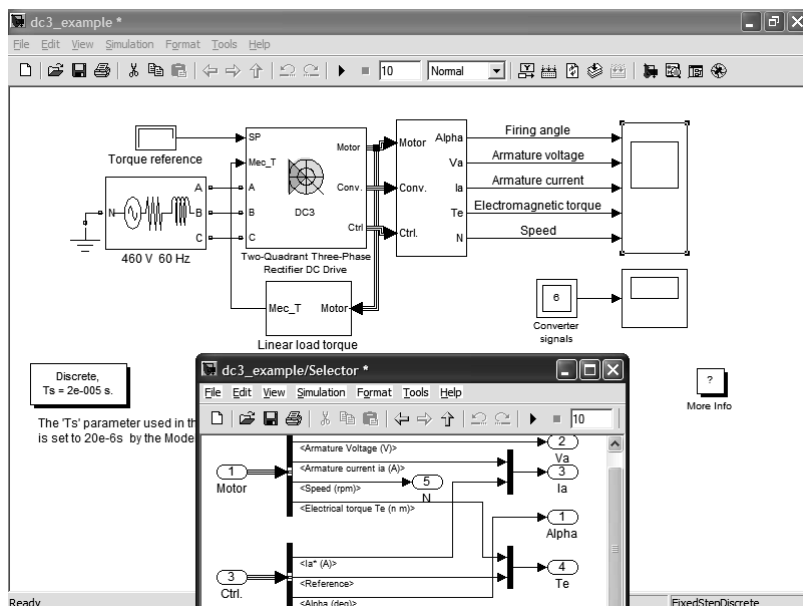 dc3_example *
File Edit View Simulation Format Tools Help
10 Normal
Torque reference
SP
Mec_T
A
B
C
Motor
Conv.
Ctrl
DC3
Two-Quadrant Three-Phase
Rectifier DC Drive
N
A
B
C
460 V 60 Hz
Motor
Conv.
Ctrl.
Alpha
Va
Ia
Te
N
Firing angle
Armature voltage
Armature current
Electromagnetic torque
Speed
Mec_T Motor
Linear load torque
6
Converter
signals
Discrete,
Ts = 2e-005 s.
The 'Ts' parameter used in th
is set to 20e-6s by the Mode
?
More Info
dc3_example/Selector *
File Edit View Simulation Format Tools Help
10
1
Motor
<Armature Voltage (V)>
<Armature current ia (A)>
<Speed (rpm)>
<Electrical torque Te (n m)>
5
N
2
Va
3
Ia
1
Alpha
4
Te
3
Ctrl.
<Ia* (A)>
<Reference>
<Alpha (deg)>
Ready
FixedStepDiscrete